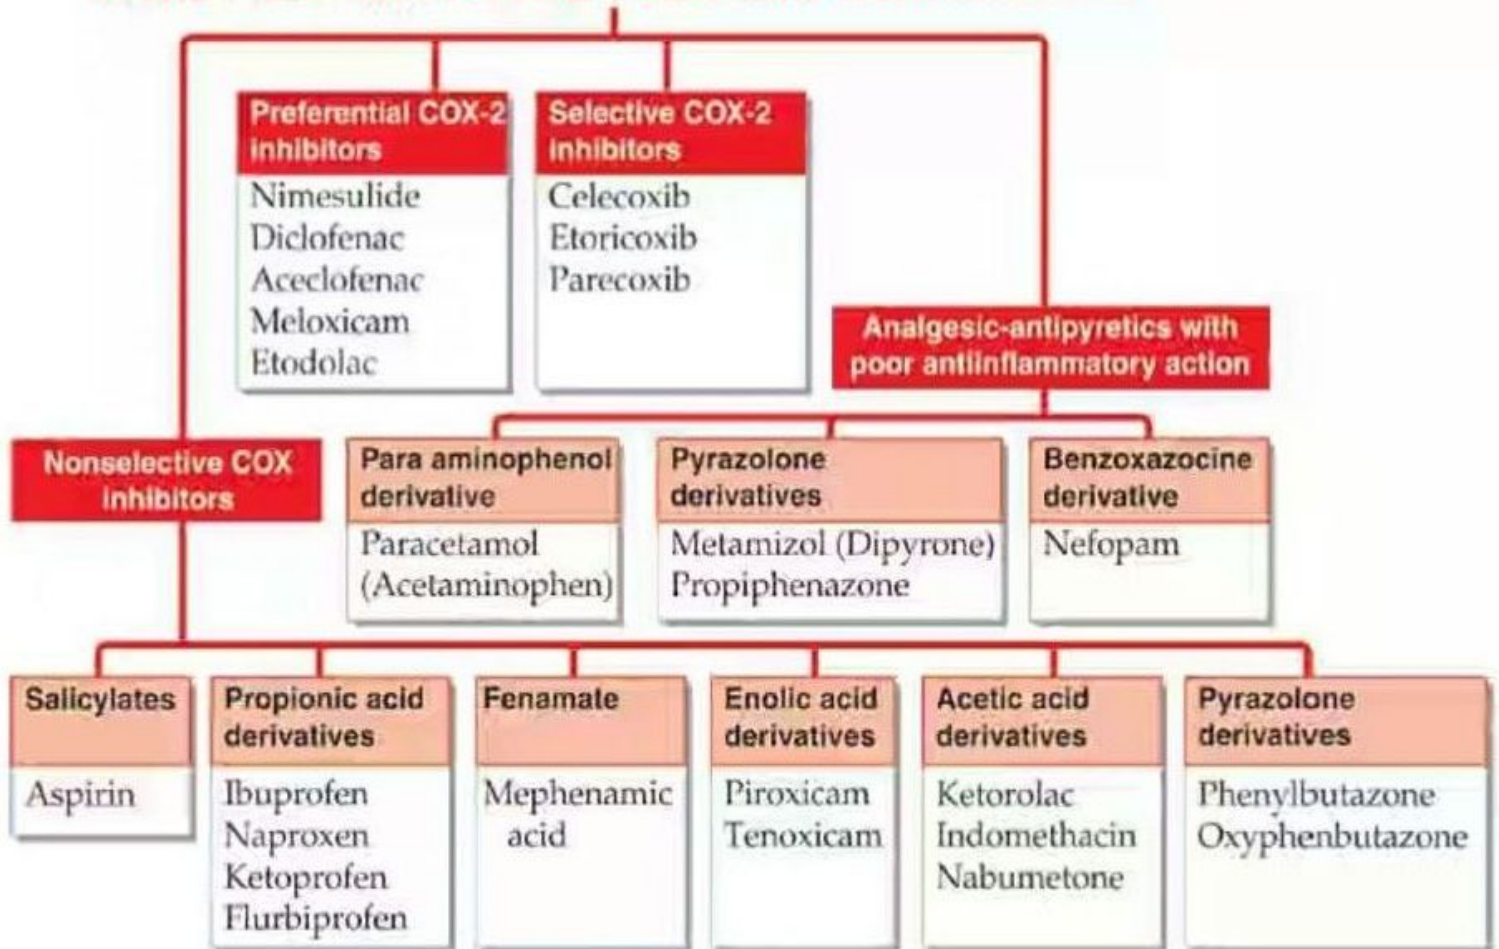 Preferential COX-2
inhibitors
Nimesulide
Diclofenac
Aceclofenac
Meloxicam
Etodolac
Selective COX-2
inhibitors
Celecoxib
Etoricoxib
Parecoxib
Analgesic-antipyretics with
poor antiinflammatory action
Nonselective COX
inhibitors
Para aminophenol
derivative
Paracetamol
(Acetaminophen)
Pyrazolone
derivatives
Metamizol (Dipyrone)
Propiphenazone
Benzoxazocine
derivative
Nefopam
Salicylates
Aspirin
Propionic acid
derivatives
Ibuprofen
Naproxen
Ketoprofen
Flurbiprofen
Fenamate
Mephenamic
acid
Enolic acid
derivatives
Piroxicam
Tenoxicam
Acetic acid
derivatives
Ketorolac
Indomethacin
Nabumetone
Pyrazolone
derivatives
Phenylbutazone
Oxyphenbutazone